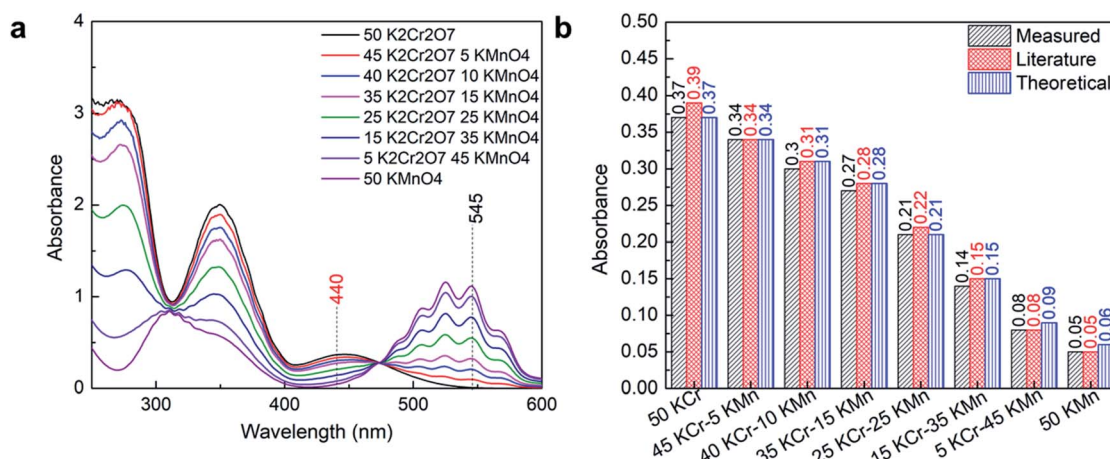 a
4
3
2
1
0
Absorbance
300
400
500
600
Wavelength (nm)
50 K2Cr2O7
45 K2Cr2O7 5 KMnO4
40 K2Cr2O7 10 KMnO4
35 K2Cr2O7 15 KMnO4
25 K2Cr2O7 25 KMnO4
15 K2Cr2O7 35 KMnO4
5 K2Cr2O7 45 KMnO4
50 KMnO4
440
545
b
0.50
0.45
0.40
0.35
0.30
0.25
0.20
0.15
0.10
0.05
0.00
Absorbance
Measured
Literature
Theoretical
0.37
0.39
0.37
0.34
0.34
0.34
0.3
0.31
0.31
0.27
0.28
0.28
0.21
0.22
0.21
0.14
0.15
0.15
0.08
0.08
0.09
0.05
0.05
0.06
50 KCr
45 KCr-5 KMn
40 KCr-10 KMn
35 KCr-15 KMn
25 KCr-25 KMn
15 KCr-35 KMn
5 KCr-45 KMn
50 KMn